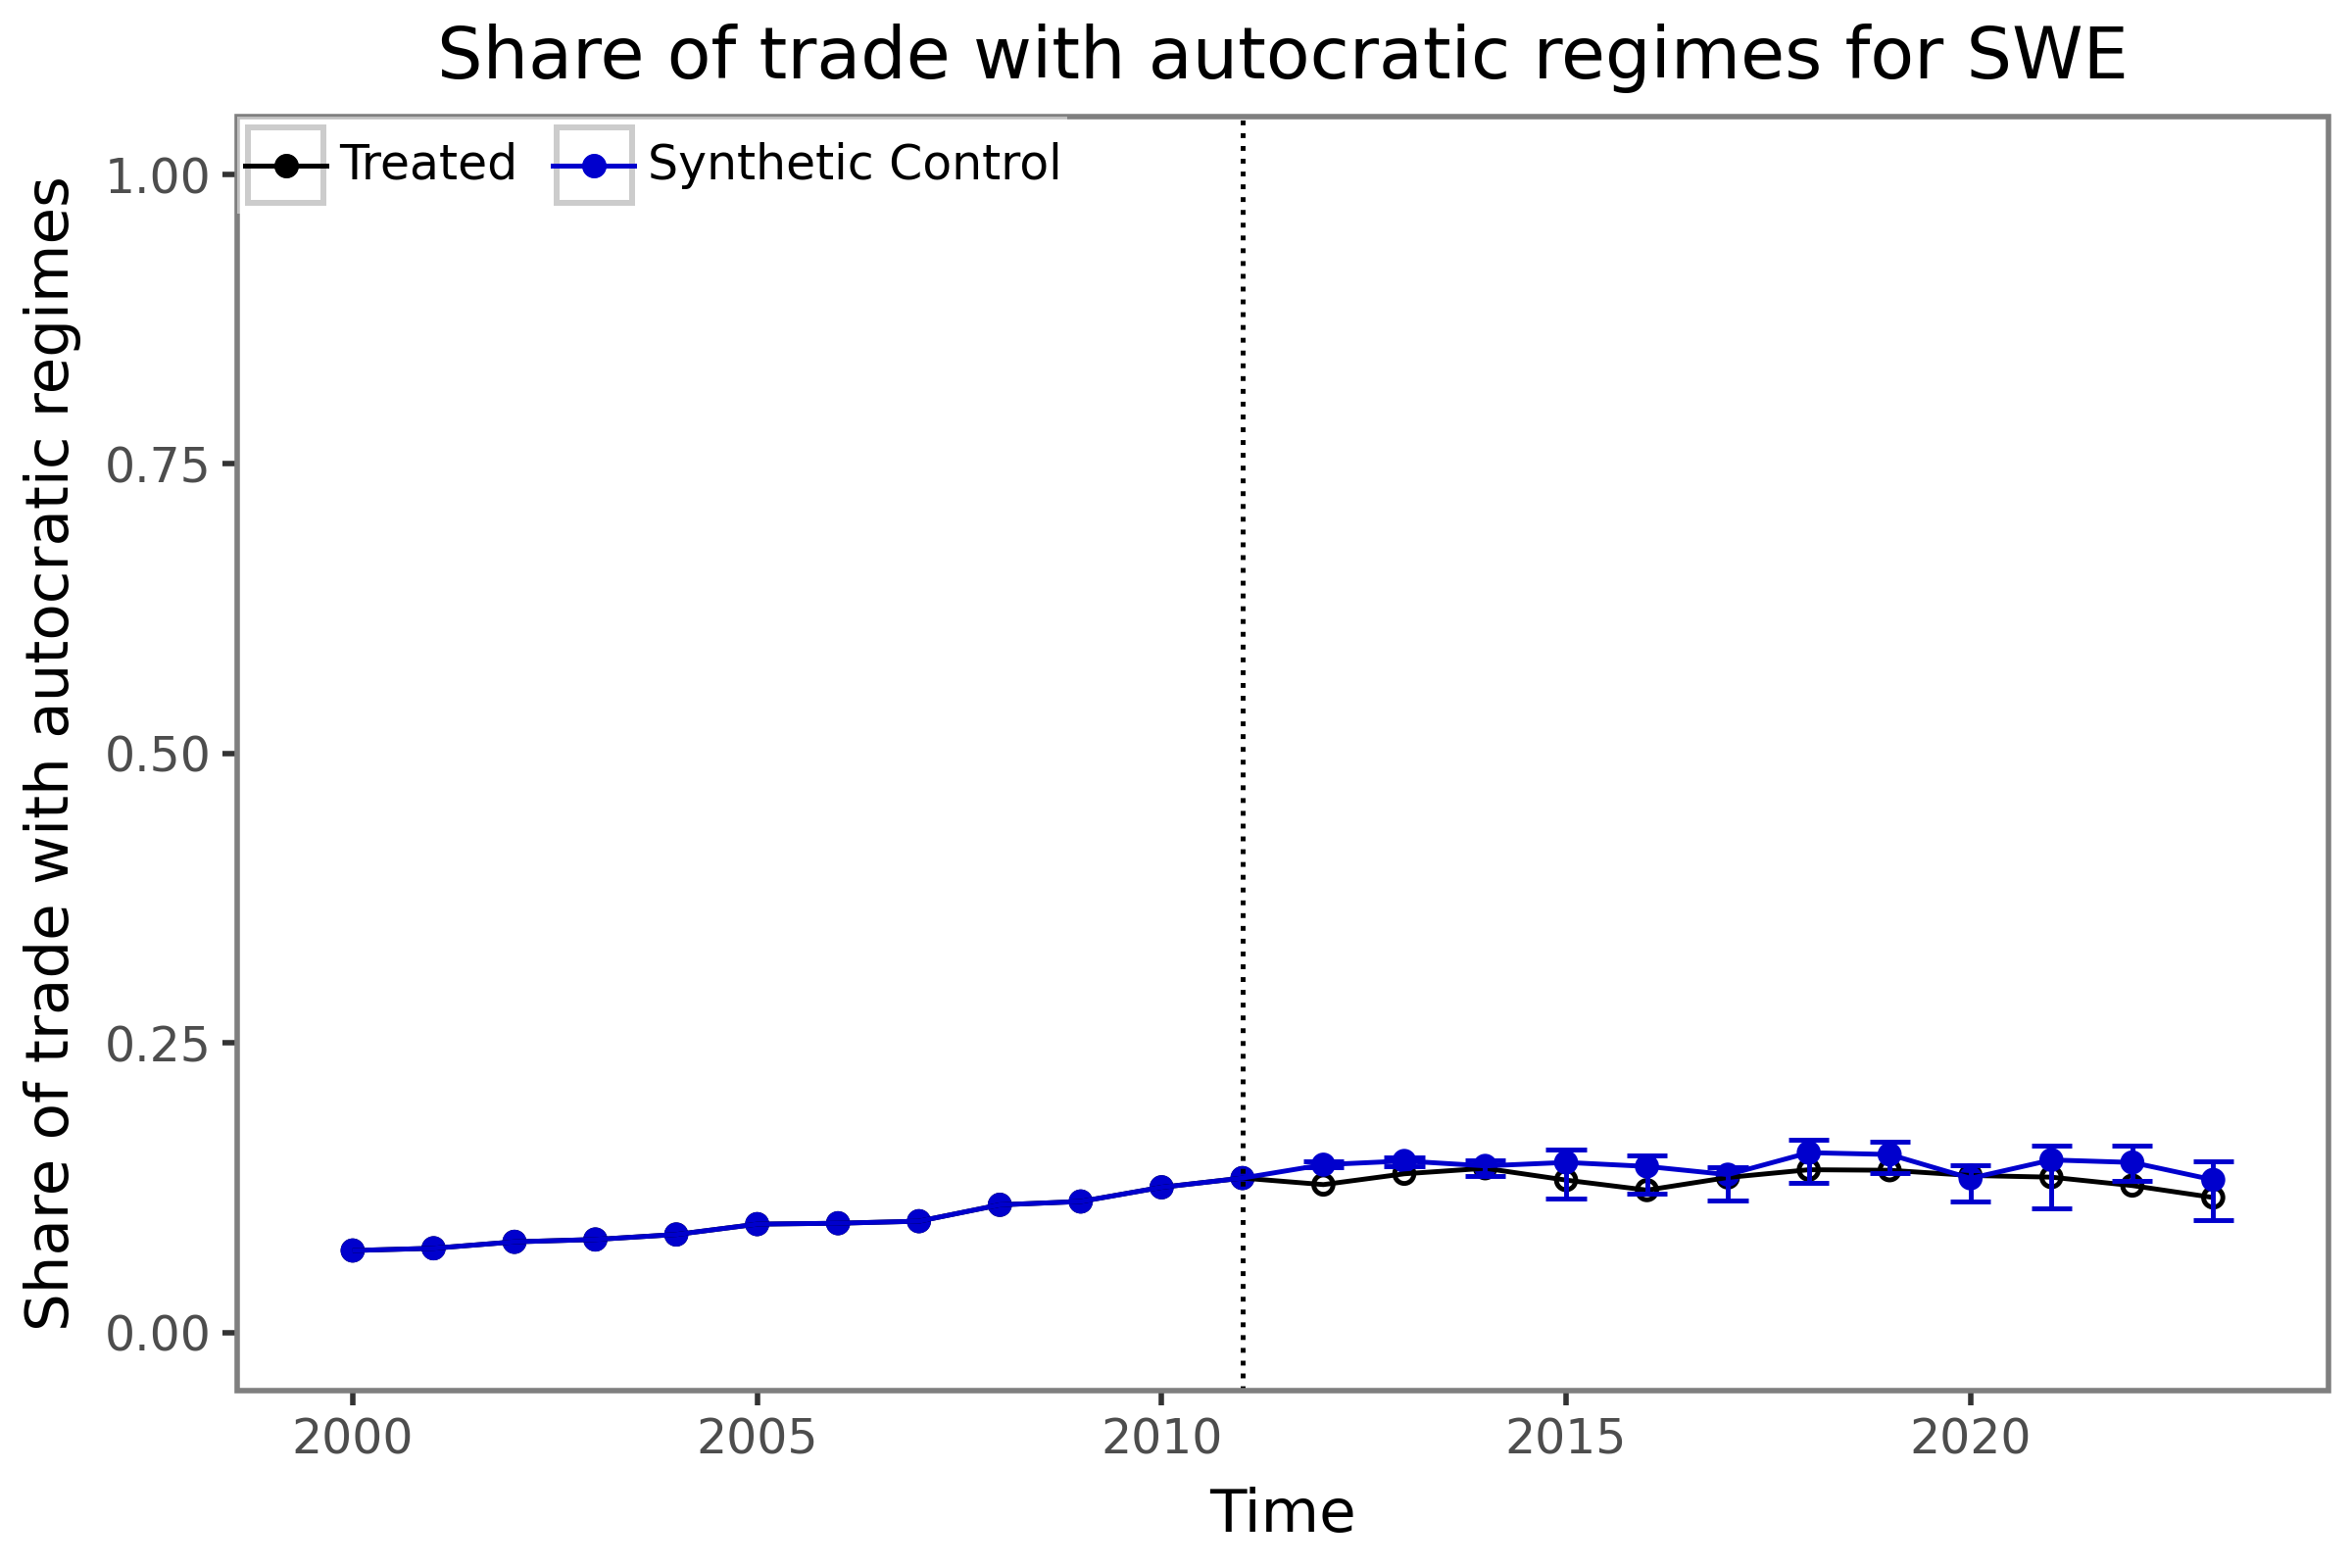 Share of trade with autocratic regimes for SWE
Treated
Synthetic Control
Share of trade with autocratic regimes
1.00
0.75
0.50
0.25
0.00
2000
2005
2010
2015
2020
Time